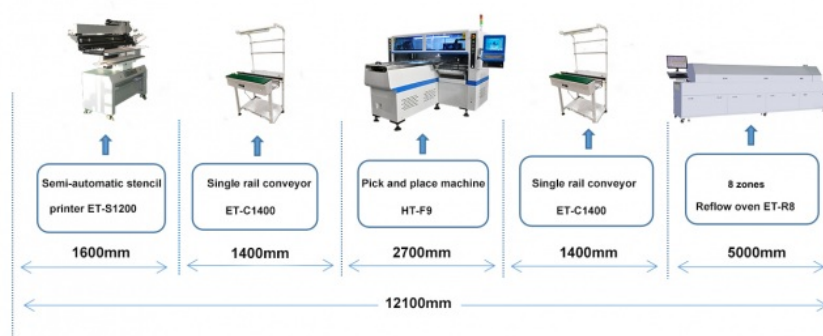 Semi-automatic stencil
printer ET-S1200
Single rail conveyor
ET-C1400
Pick and place machine
HT-F9
Single rail conveyor
ET-C1400
8 zones
Reflow oven ET-R8
1600mm
1400mm
2700mm
1400mm
5000mm
12100mm